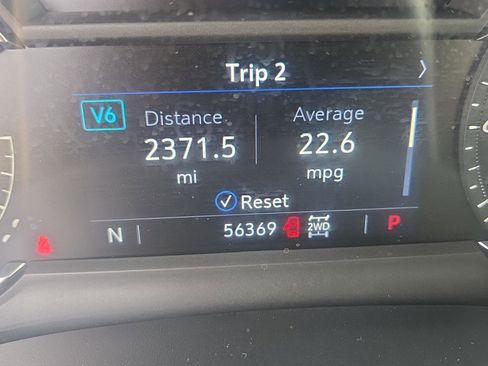 Trip 2
V6 Distance Average
2371.5 22.6
mi mpg
Reset
N 56369 2WD P